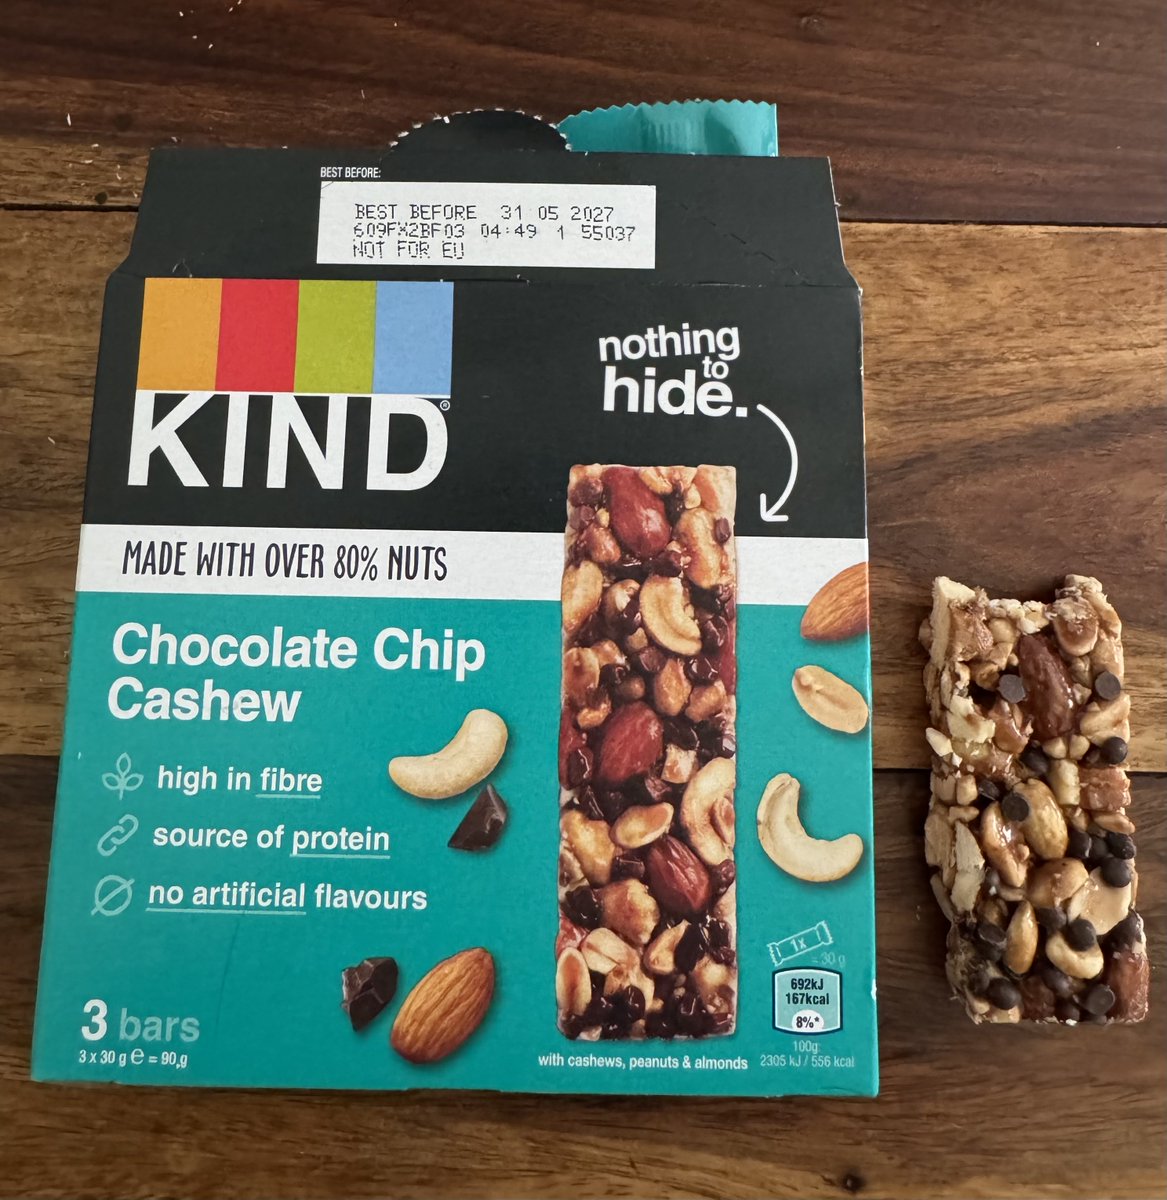 BEST BEFORE:
BEST BEFORE 31 05 2027
609FX2BF03 04:49 1 55037
NOT FOR EU
KIND®
nothing
to
hide.
MADE WITH OVER 80% NUTS
Chocolate Chip
Cashew
high in fibre
source of protein
no artificial flavours
3 bars
3 x 30 g e = 90 g
with cashews, peanuts & almonds
1x
= 30 g
692kJ
167kcal
8%*
100g:
2305 kJ / 556 kcal